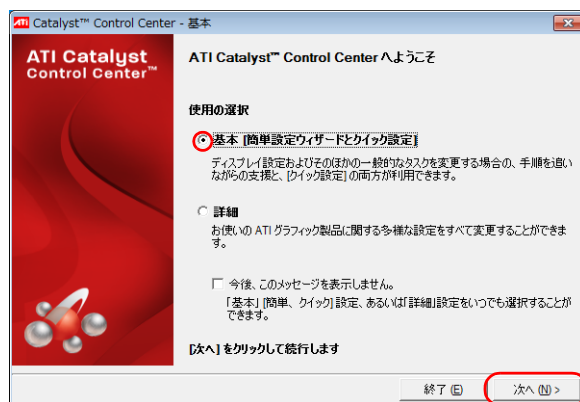 Catalyst™ Control Center - 基本
ATI Catalyst
Control Center™
ATI Catalyst™ Control Center へようこそ
使用の選択
基本 [簡単設定ウィザードとクイック設定]
ディスプレイ設定およびそのほかの一般的なタスクを変更する場合の、手順を追い
ながらの支援と、[クイック設定] の両方が利用できます。
詳細
お使いの ATI グラフィック製品に関する多様な設定をすべて変更することができま
す。
今後、このメッセージを表示しません。
「基本」 [簡単、クイック] 設定、あるいは「詳細」設定をいつでも選択することが
できます。
[次へ] をクリックして続行します
終了 (E)
次へ (N) >